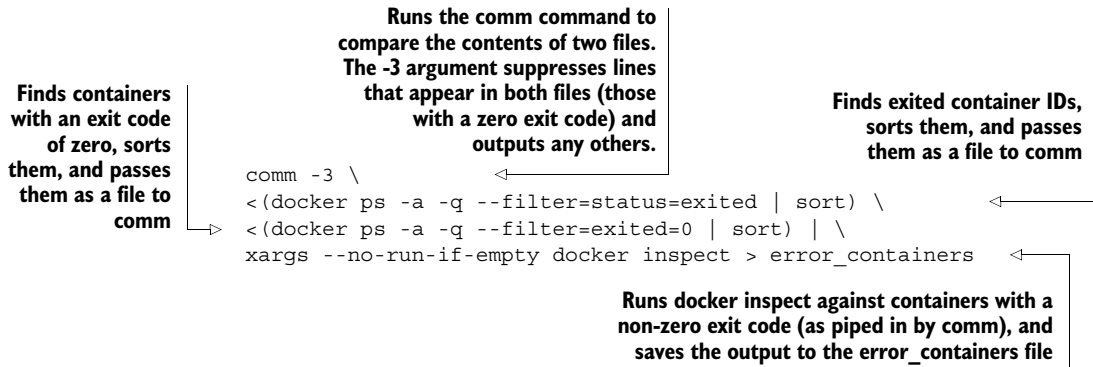 Runs the comm command to
compare the contents of two files.
The -3 argument suppresses lines
that appear in both files (those
with a zero exit code) and
outputs any others.
Finds containers
with an exit code
of zero, sorts
them, and passes
them as a file to
comm
Finds exited container IDs,
sorts them, and passes
them as a file to comm
comm -3 \
<(docker ps -a -q --filter=status=exited | sort) \
<(docker ps -a -q --filter=exited=0 | sort) | \
xargs --no-run-if-empty docker inspect > error_containers
Runs docker inspect against containers with a
non-zero exit code (as piped in by comm), and
saves the output to the error_containers file